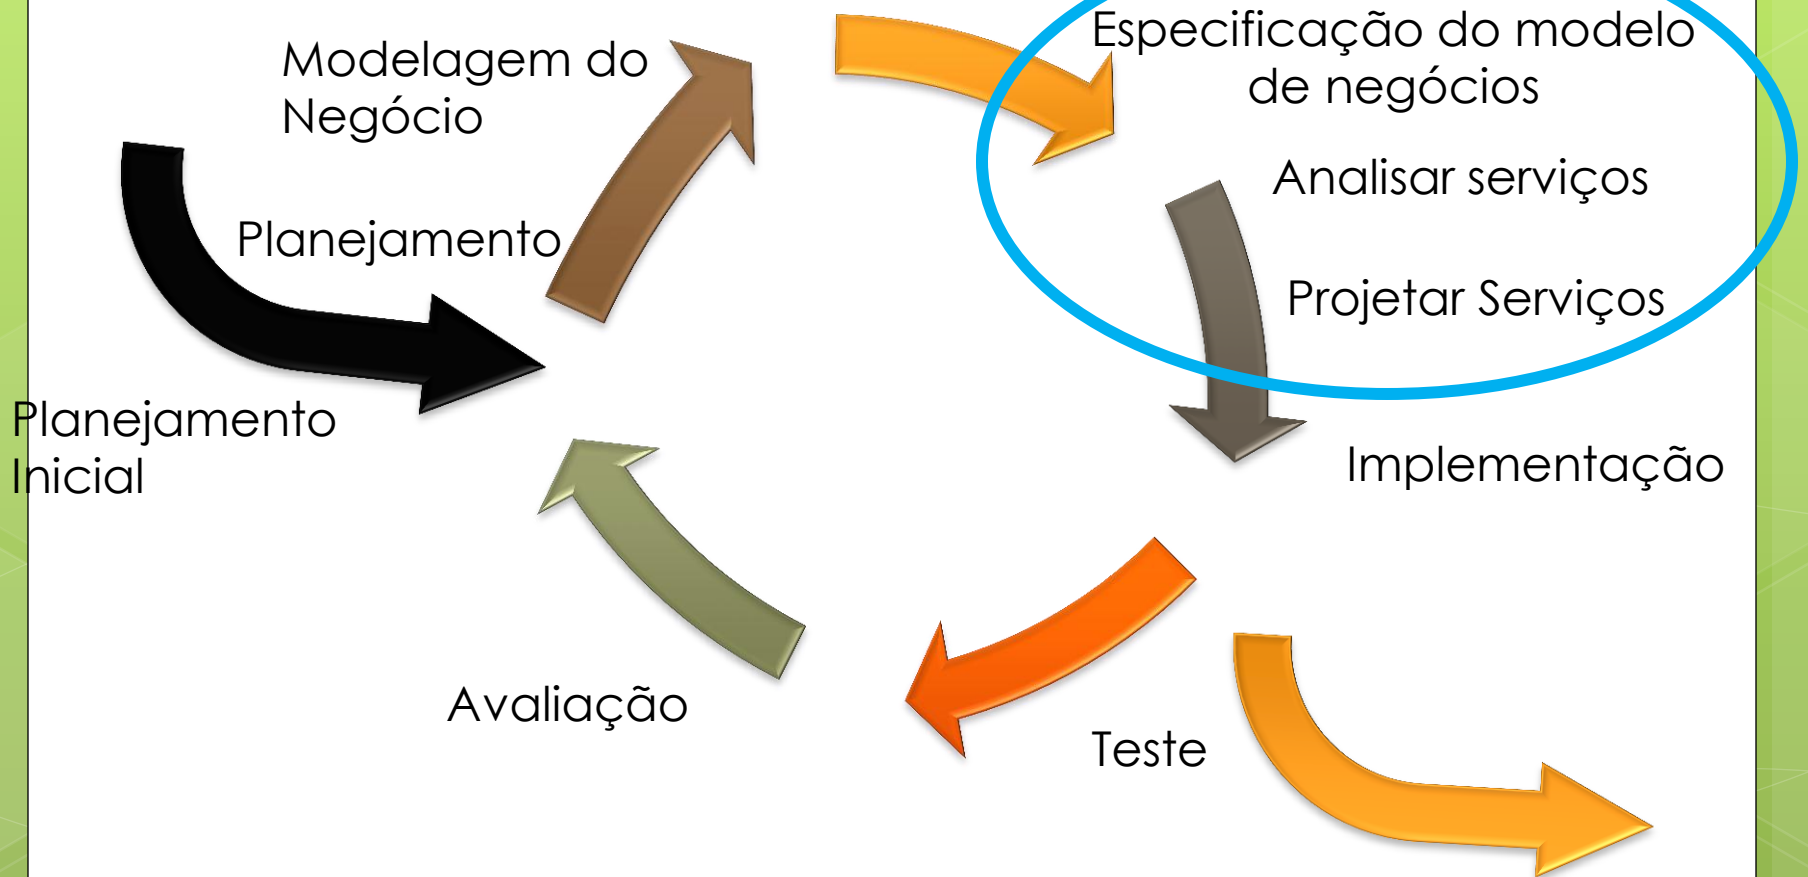 Especificação do modelo
de negócios
Modelagem do
Negócio
Analisar serviços
Planejamento
Projetar Serviços
Planejamento
Inicial
Implementação
Avaliação
Teste